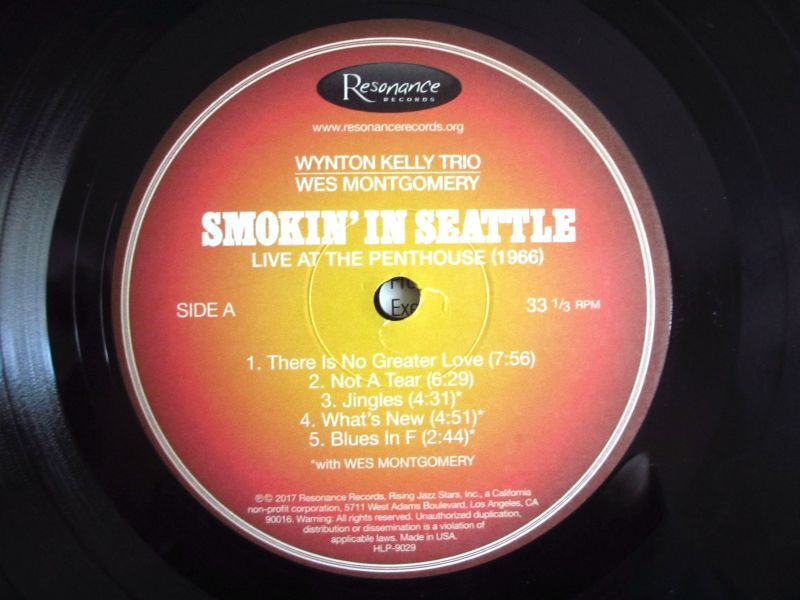 Resonance
RECORDS
www.resonancerecords.org
WYNTON KELLY TRIO
WES MONTGOMERY
SMOKIN' IN SEATTLE
LIVE AT THE PENTHOUSE (1966)
SIDE A
33 1/3 RPM
1. There Is No Greater Love (7:56)
2. Not A Tear (6:29)
3. Jingles (4:31)*
4. What's New (4:51)*
5. Blues In F (2:44)*
*with WES MONTGOMERY
℗© 2017 Resonance Records, Rising Jazz Stars, Inc., a California
non-profit corporation, 5711 West Adams Boulevard, Los Angeles, CA
90016. Warning: All rights reserved. Unauthorized duplication,
distribution or dissemination is a violation of
applicable laws. Made in USA.
HLP-9029